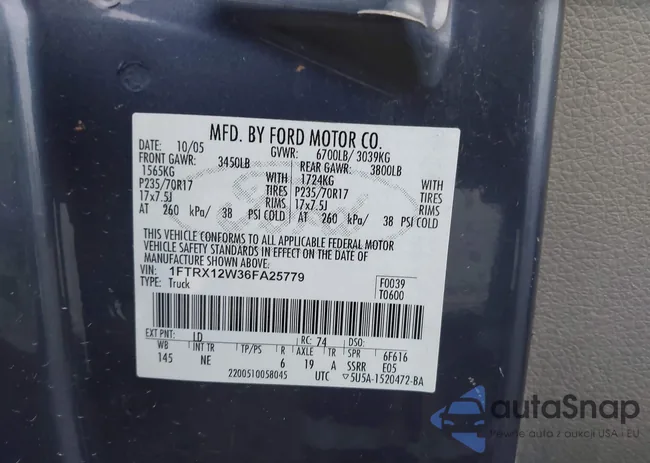 MFD. BY FORD MOTOR CO.
DATE: 10/05 GVWR: 6700LB/ 3039KG
FRONT GAWR: 3450LB REAR GAWR: 3800LB
1565KG WITH 1724KG WITH
P235/70R17 TIRES P235/70R17 TIRES
17x7.5J RIMS 17x7.5J RIMS
AT 260 kPa/ 38 PSI COLD AT 260 kPa/ 38 PSI COLD
THIS VEHICLE CONFORMS TO ALL APPLICABLE FEDERAL MOTOR
VEHICLE SAFETY STANDARDS IN EFFECT ON THE DATE OF
MANUFACTURE SHOWN ABOVE.
VIN: 1FTRX12W36FA25779 F0039
TYPE: Truck T0600
EXT PNT: LD RC: 74 DSO:
WB INT TR TP/PS R AXLE TR SPR 6F616
145 NE 6 19 A SSRR E05
2200510058045 UTC 5U5A-1520472-BA
autoSnap
Pewne auto z aukcji USA i EU